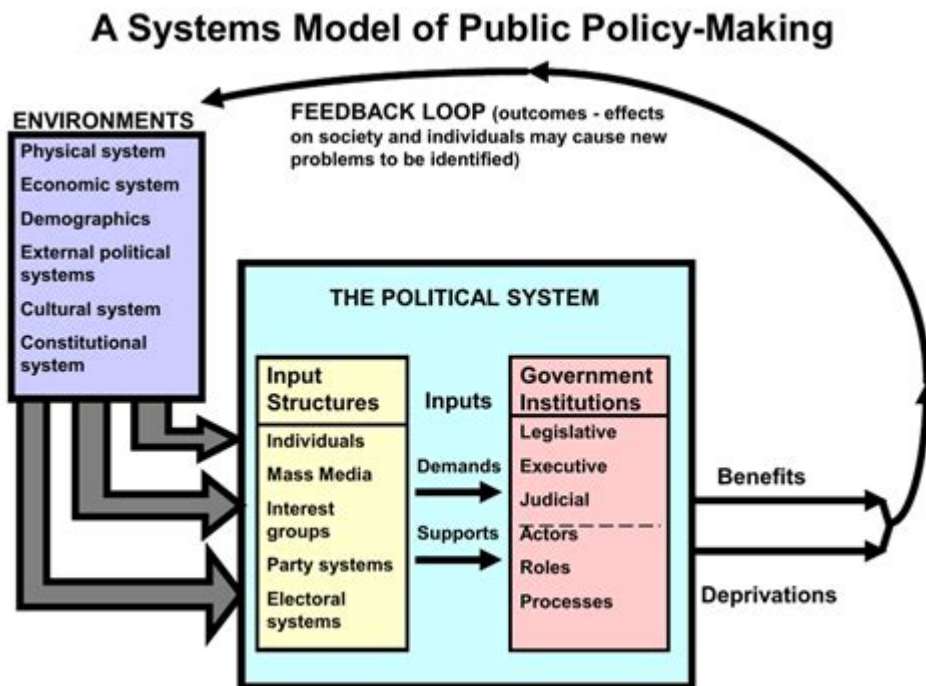 A Systems Model of Public Policy-Making
FEEDBACK LOOP (outcomes - effects
on society and individuals may cause new
problems to be identified)
ENVIRONMENTS
Physical system
Economic system
Demographics
External political
systems
Cultural system
Constitutional
system
THE POLITICAL SYSTEM
Input
Structures
Individuals
Mass Media
Interest
groups
Party systems
Electoral
systems
Inputs
Demands
Supports
Government
Institutions
Legislative
Executive
Judicial
Actors
Roles
Processes
Benefits
Deprivations